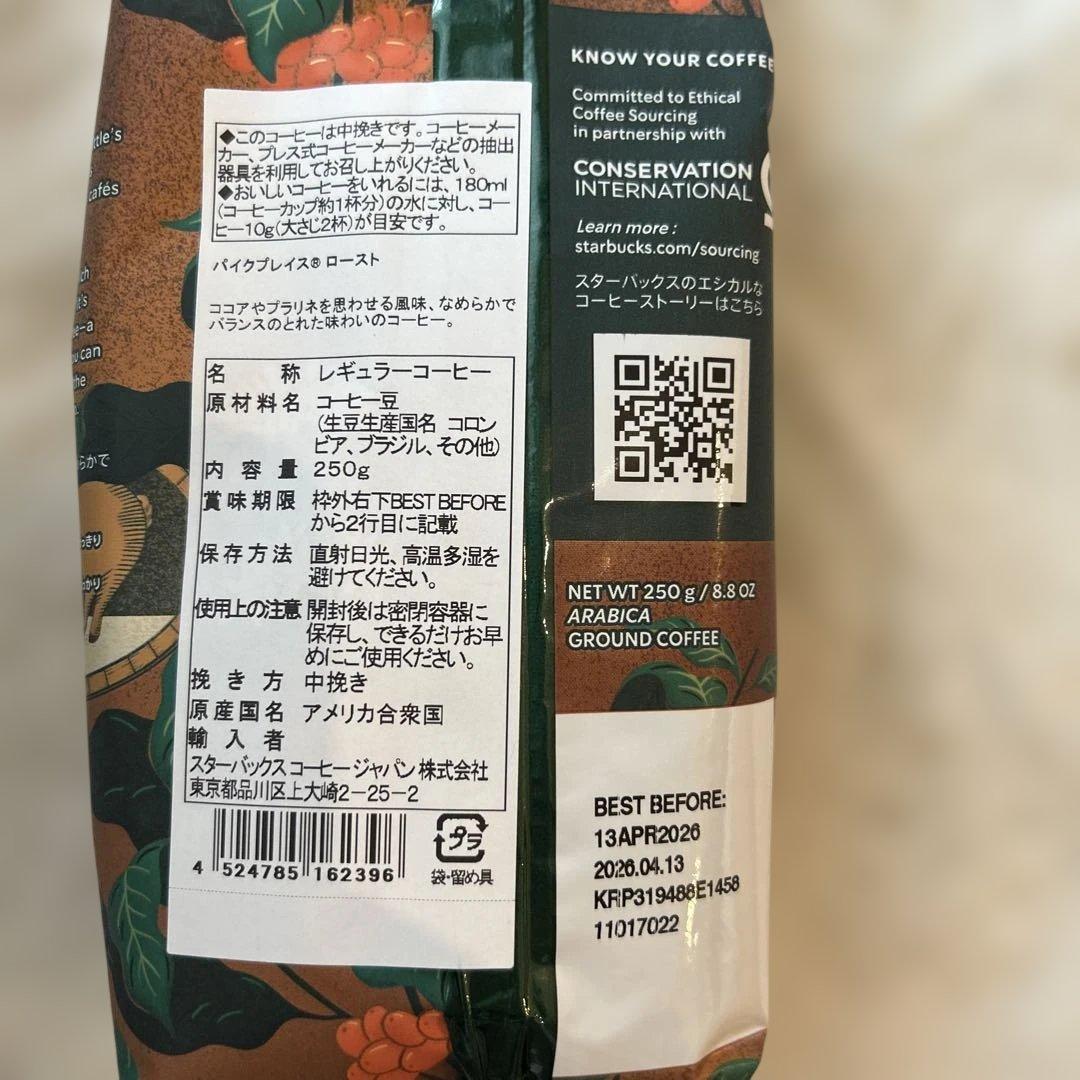 ttle's
cafés
ch
t's
ce—a
ou can
the
らかで
っきり
かり
◆このコーヒーは中挽きです。コーヒーメー
カー、プレス式コーヒーメーカーなどの抽出
器具を利用してお召し上がりください。
◆おいしいコーヒーをいれるには、180ml
(コーヒーカップ約1杯分)の水に対し、コー
ヒー10g(大さじ2杯)が目安です。
パイクプレイス® ロースト
ココアやプラリネを思わせる風味、なめらかで
バランスのとれた味わいのコーヒー。
名 称 レギュラーコーヒー
原材料名 コーヒー豆
(生豆生産国名 コロン
ビア、ブラジル、その他)
内容量 250g
賞味期限 枠外右下BEST BEFORE
から2行目に記載
保存方法 直射日光、高温多湿を
避けてください。
使用上の注意 開封後は密閉容器に
保存し、できるだけお早
めにご使用ください。
挽き方 中挽き
原産国名 アメリカ合衆国
輸入者
スターバックス コーヒー ジャパン 株式会社
東京都品川区上大崎2-25-2
4 524785 162396
プラ
袋・留め具
KNOW YOUR COFFEE
Committed to Ethical
Coffee Sourcing
in partnership with
CONSERVATION
INTERNATIONAL
Learn more :
starbucks.com/sourcing
スターバックスのエシカルな
コーヒーストーリーはこちら
NET WT 250 g / 8.8 OZ
ARABICA
GROUND COFFEE
BEST BEFORE:
13APR2026
2026.04.13
KRP319488E1458
11017022